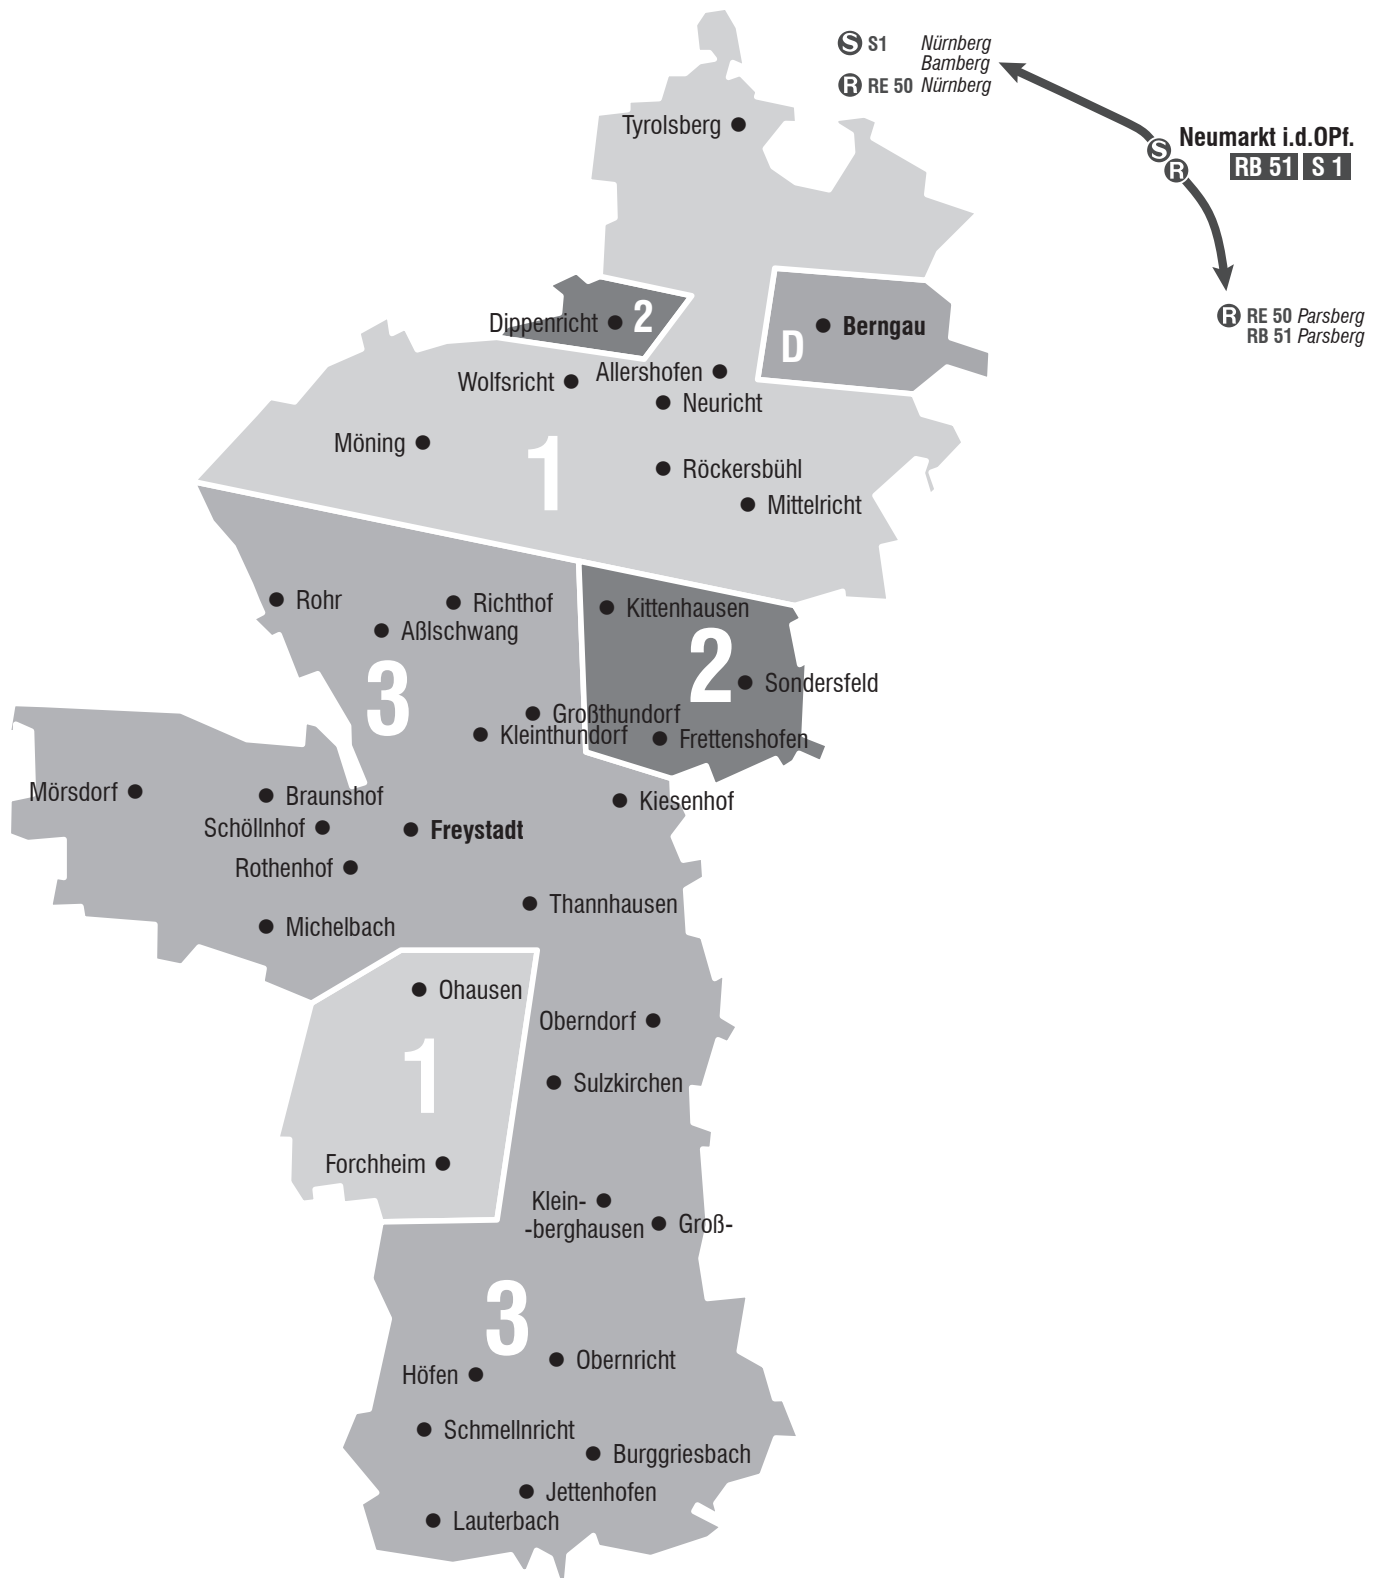 S S1 Nürnberg
Bamberg
R RE 50 Nürnberg
Tyrolsberg
Neumarkt i.d.OPf.
S
R
RB 51 S 1
R RE 50 Parsberg
RB 51 Parsberg
Dippenricht 2
D Berngau
Wolfsricht
Allershofen
Neuricht
Möning
1
Röckersbühl
Mittelricht
Rohr
Richthof
Aßlschwang
Kittenhausen
3
2
Sondersfeld
Großthundorf
Kleinthundorf
Frettenshofen
Mörsdorf
Braunshof
Kiesenhof
Schöllnhof
Freystadt
Rothenhof
Thannhausen
Michelbach
Ohausen
Oberndorf
1
Sulzkirchen
Forchheim
Klein-
-berghausen
Groß-
3
Obernricht
Höfen
Schmellnricht
Burggriesbach
Jettenhofen
Lauterbach